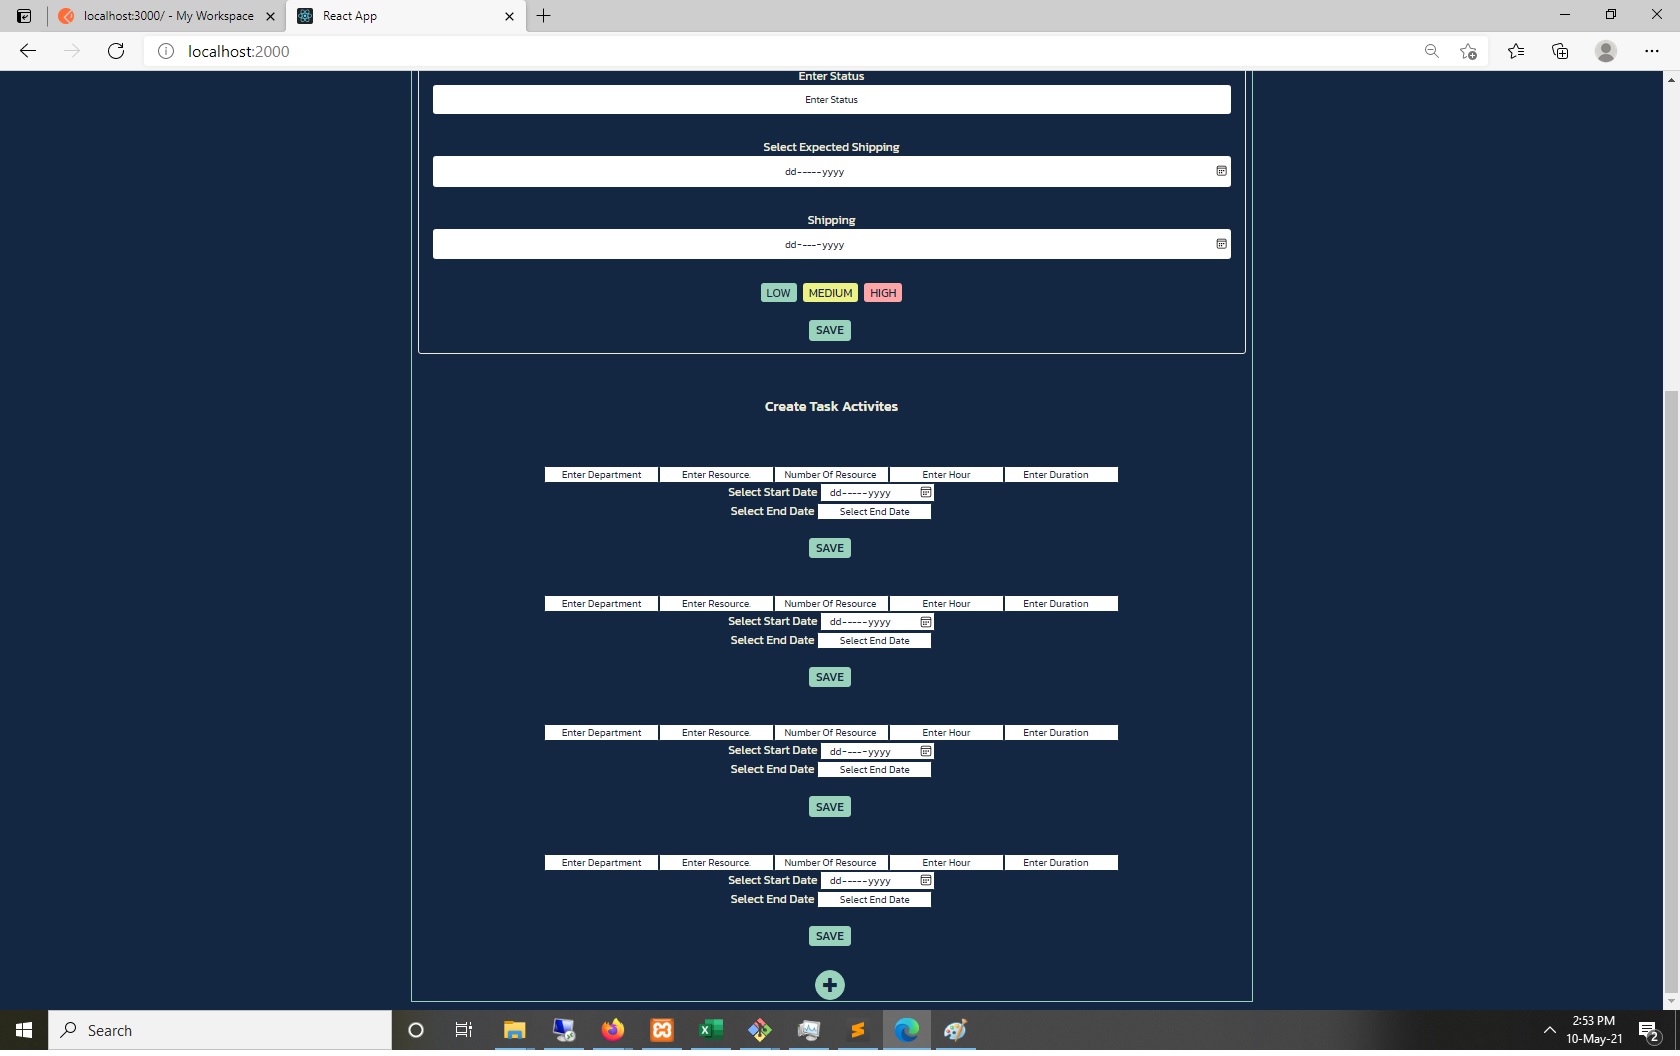 localhost:3000/ - My Workspace
React App
localhost:2000
Enter Status
Enter Status
Select Expected Shipping
dd-----yyyy
Shipping
dd-----yyyy
LOW MEDIUM HIGH
SAVE
Create Task Activites
Enter Department Enter Resource. Number Of Resource Enter Hour Enter Duration
Select Start Date dd-----yyyy
Select End Date Select End Date
SAVE
Enter Department Enter Resource. Number Of Resource Enter Hour Enter Duration
Select Start Date dd-----yyyy
Select End Date Select End Date
SAVE
Enter Department Enter Resource. Number Of Resource Enter Hour Enter Duration
Select Start Date dd-----yyyy
Select End Date Select End Date
SAVE
Enter Department Enter Resource. Number Of Resource Enter Hour Enter Duration
Select Start Date dd-----yyyy
Select End Date Select End Date
SAVE
Search
2:53 PM
10-May-21
2